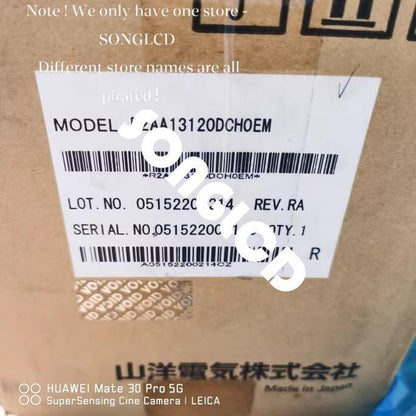 Note ! We only have one store -
SONGLCD
Different store names are all
pirated !
MODEL. R2AA13120DCH0EM
SONGLCD
LOT. NO. REV. RA
SERIAL. NO. QTY. 1
R
A05152200214CZ
山洋電気株式会社
Made in Japan
HUAWEI Mate 30 Pro 5G
SuperSensing Cine Camera | LEICA